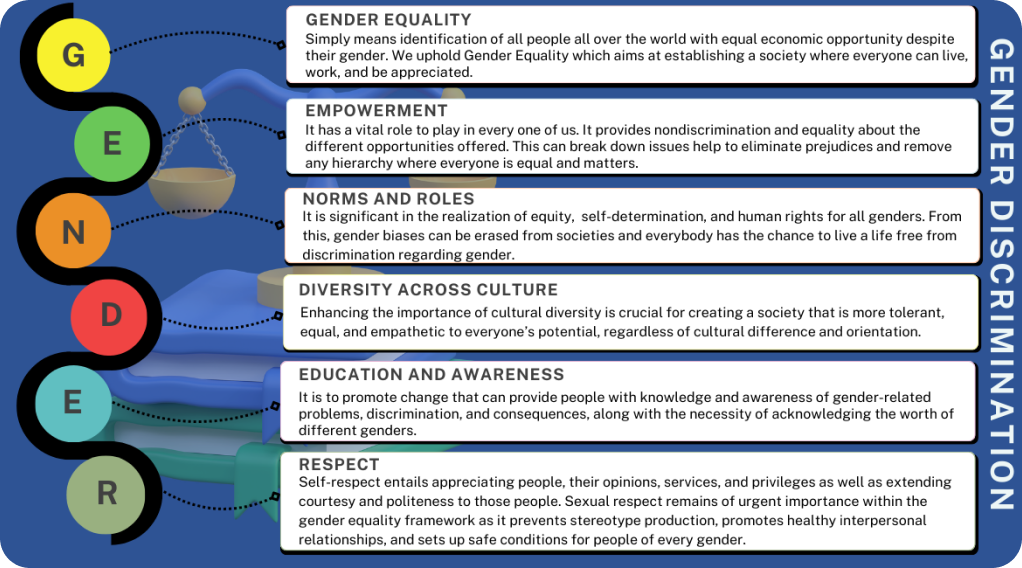 G
GENDER EQUALITY
Simply means identification of all people all over the world with equal economic opportunity despite
their gender. We uphold Gender Equality which aims at establishing a society where everyone can live,
work, and be appreciated.
E
EMPOWERMENT
It has a vital role to play in every one of us. It provides nondiscrimination and equality about the
different opportunities offered. This can break down issues help to eliminate prejudices and remove
any hierarchy where everyone is equal and matters.
N
NORMS AND ROLES
It is significant in the realization of equity, self-determination, and human rights for all genders. From
this, gender biases can be erased from societies and everybody has the chance to live a life free from
discrimination regarding gender.
D
DIVERSITY ACROSS CULTURE
Enhancing the importance of cultural diversity is crucial for creating a society that is more tolerant,
equal, and empathetic to everyone's potential, regardless of cultural difference and orientation.
E
EDUCATION AND AWARENESS
It is to promote change that can provide people with knowledge and awareness of gender-related
problems, discrimination, and consequences, along with the necessity of acknowledging the worth of
different genders.
R
RESPECT
Self-respect entails appreciating people, their opinions, services, and privileges as well as extending
courtesy and politeness to those people. Sexual respect remains of urgent importance within the
gender equality framework as it prevents stereotype production, promotes healthy interpersonal
relationships, and sets up safe conditions for people of every gender.
GENDER DISCRIMINATION